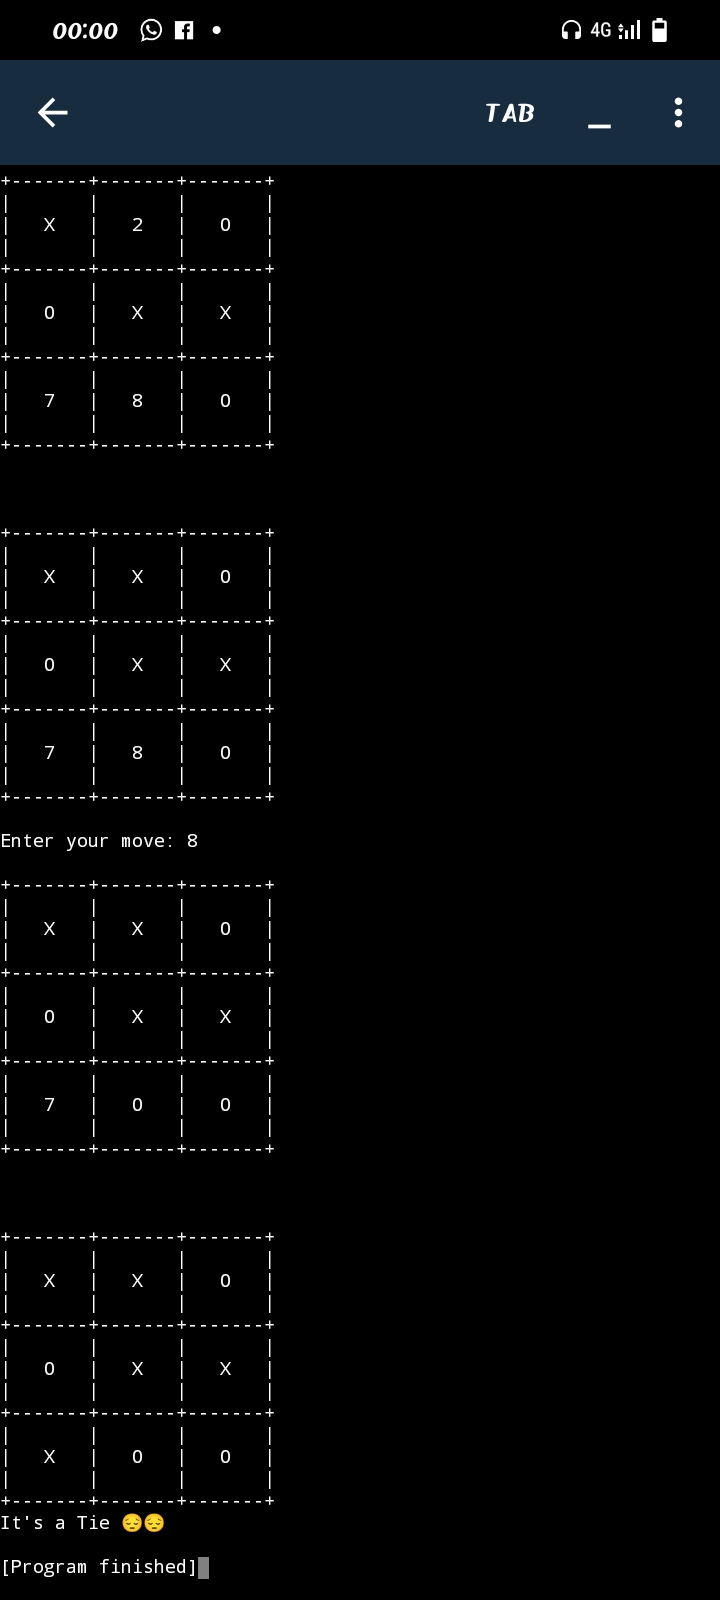 00:00 4G
TAB _
+-------+-------+-------+
|       |       |       |
|   X   |   2   |   O   |
|       |       |       |
+-------+-------+-------+
|       |       |       |
|   O   |   X   |   X   |
|       |       |       |
+-------+-------+-------+
|       |       |       |
|   7   |   8   |   O   |
|       |       |       |
+-------+-------+-------+
+-------+-------+-------+
|       |       |       |
|   X   |   X   |   O   |
|       |       |       |
+-------+-------+-------+
|       |       |       |
|   O   |   X   |   X   |
|       |       |       |
+-------+-------+-------+
|       |       |       |
|   7   |   8   |   O   |
|       |       |       |
+-------+-------+-------+
Enter your move: 8
+-------+-------+-------+
|       |       |       |
|   X   |   X   |   O   |
|       |       |       |
+-------+-------+-------+
|       |       |       |
|   O   |   X   |   X   |
|       |       |       |
+-------+-------+-------+
|       |       |       |
|   7   |   O   |   O   |
|       |       |       |
+-------+-------+-------+
+-------+-------+-------+
|       |       |       |
|   X   |   X   |   O   |
|       |       |       |
+-------+-------+-------+
|       |       |       |
|   O   |   X   |   X   |
|       |       |       |
+-------+-------+-------+
|       |       |       |
|   X   |   O   |   O   |
|       |       |       |
+-------+-------+-------+
It's a Tie 😔😔
[Program finished]